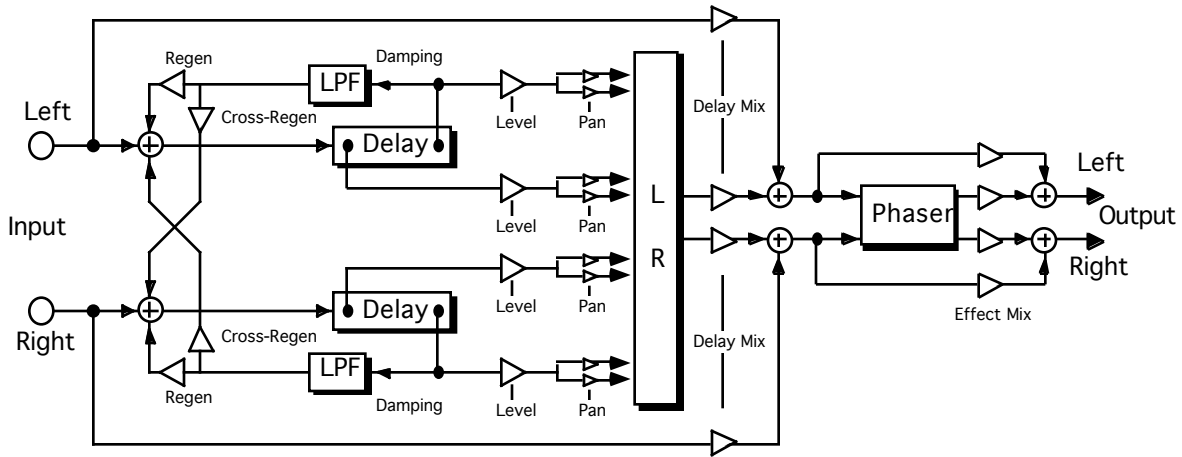 Regen
Damping
LPF
Left
Cross-Regen
Level
Pan
Delay Mix
Delay
Left
Level
Pan
L
Phaser
Output
Input
R
Right
Level
Pan
Delay
Effect Mix
Right
Cross-Regen
Delay Mix
LPF
Regen
Damping
Level
Pan